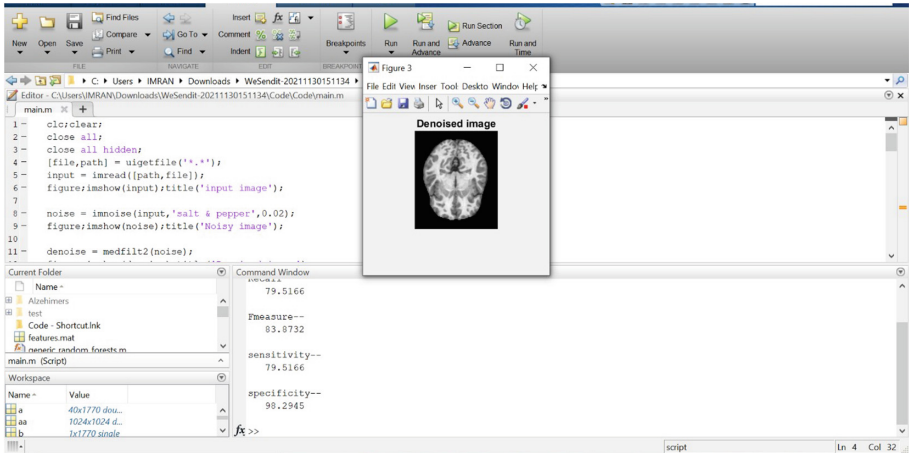 Find Files
Insert fx
Compare
Go To
Comment
Run Section
New Open Save
Print
Find
Indent
Breakpoints
Run
Run and Advance
Advance
Run and Time
FILE
NAVIGATE
EDIT
BREAKPOINT
C: Users IMRAN Downloads WeSendit-20211130151134
Editor - C:\Users\IMRAN\Downloads\WeSendit-20211130151134\Code\Code\main.m
main.m
Figure 3
File Edit View Inser Tool Deskto Window Help
Denoised image
1 clc;clear;
2 close all;
3 close all hidden;
4 [file,path] = uigetfile('*.*');
5 input = imread([path,file]);
6 figure;imshow(input);title('input image');
7
8 noise = imnoise(input,'salt & pepper',0.02);
9 figure;imshow(noise);title('Noisy image');
10
11 denoise = medfilt2(noise);
Current Folder
Name
Alzehimers
test
Code - Shortcut.lnk
features.mat
generic random forests.m
main.m (Script)
Workspace
Name Value
a 40x1770 dou...
aa 1024x1024 d...
b 1x1770 single
Command Window
Recall
79.5166
Fmeasure--
83.8732
sensitivity--
79.5166
specificity--
98.2945
fx >>
script
Ln 4 Col 32